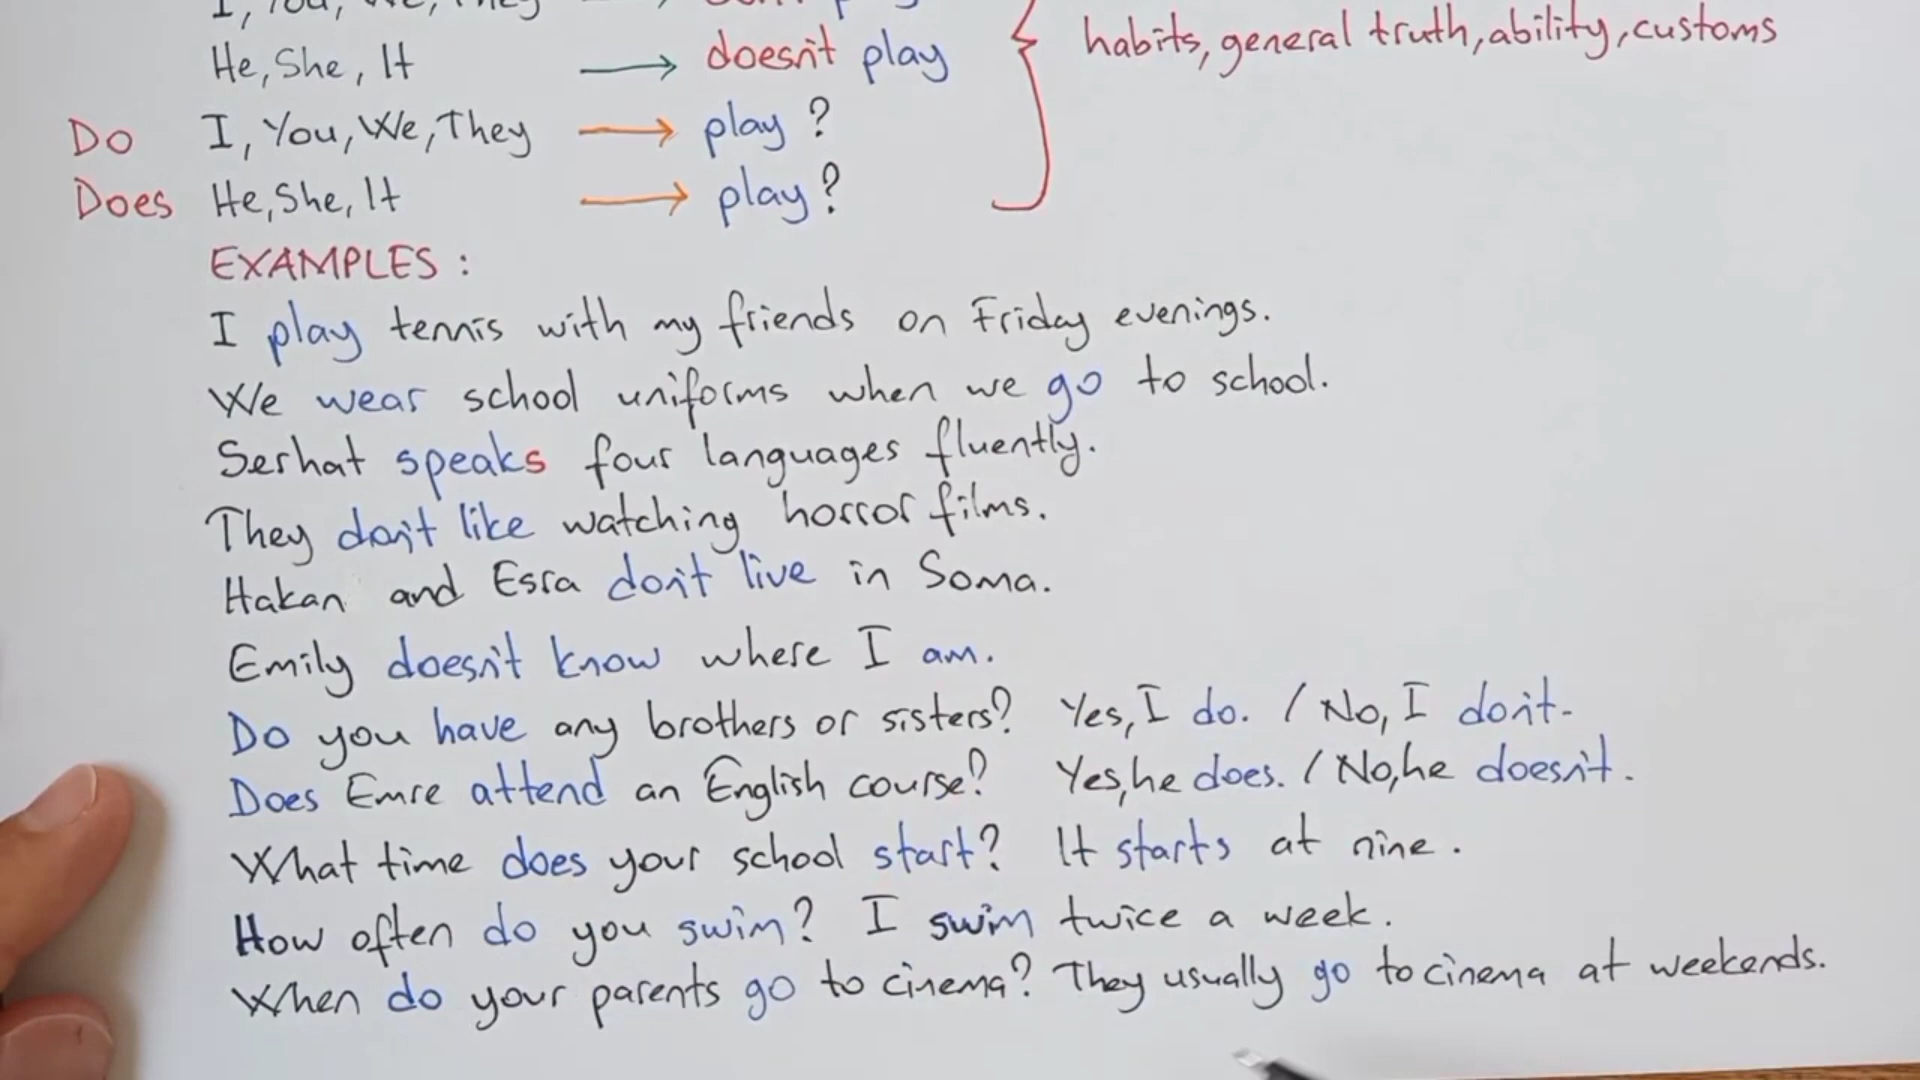 I, You, We, They
He, She, It → doesn't play
habits, general truth, ability, customs
Do I, You, We, They → play ?
Does He, She, It → play ?
EXAMPLES :
I play tennis with my friends on Friday evenings.
We wear school uniforms when we go to school.
Serhat speaks four languages fluently.
They don't like watching horror films.
Hakan and Esra don't live in Soma.
Emily doesn't know where I am.
Do you have any brothers or sisters? Yes, I do. / No, I don't.
Does Emre attend an English course? Yes, he does. / No, he doesn't.
What time does your school start? It starts at nine.
How often do you swim? I swim twice a week.
When do your parents go to cinema? They usually go to cinema at weekends.